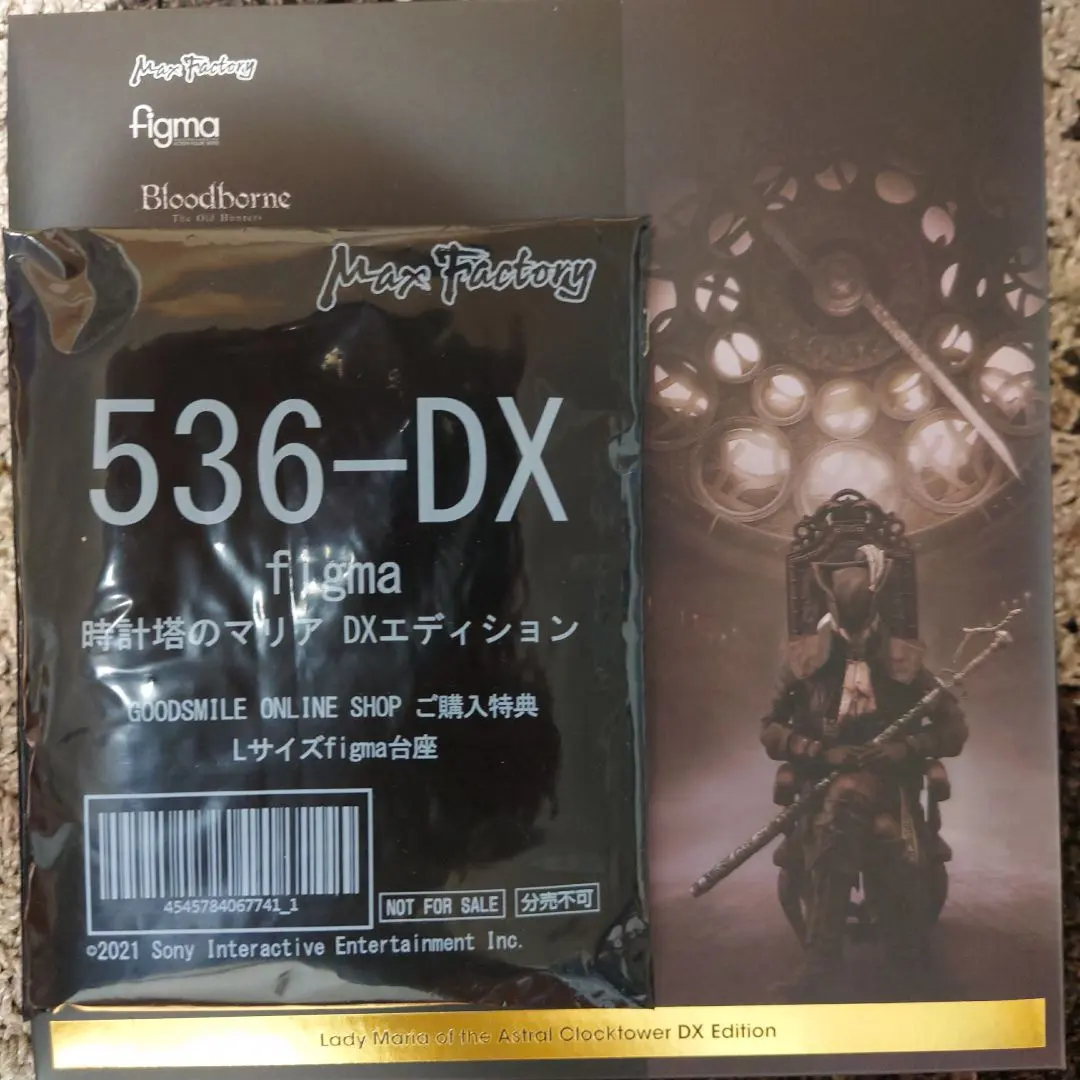 Max Factory
figma
Bloodborne
The Old Hunters
Max Factory
536-DX
figma
時計塔のマリア DXエディション
GOODSMILE ONLINE SHOP ご購入特典
Lサイズfigma台座
4545784067741_1
NOT FOR SALE
分売不可
©2021 Sony Interactive Entertainment Inc.
Lady Maria of the Astral Clocktower DX Edition